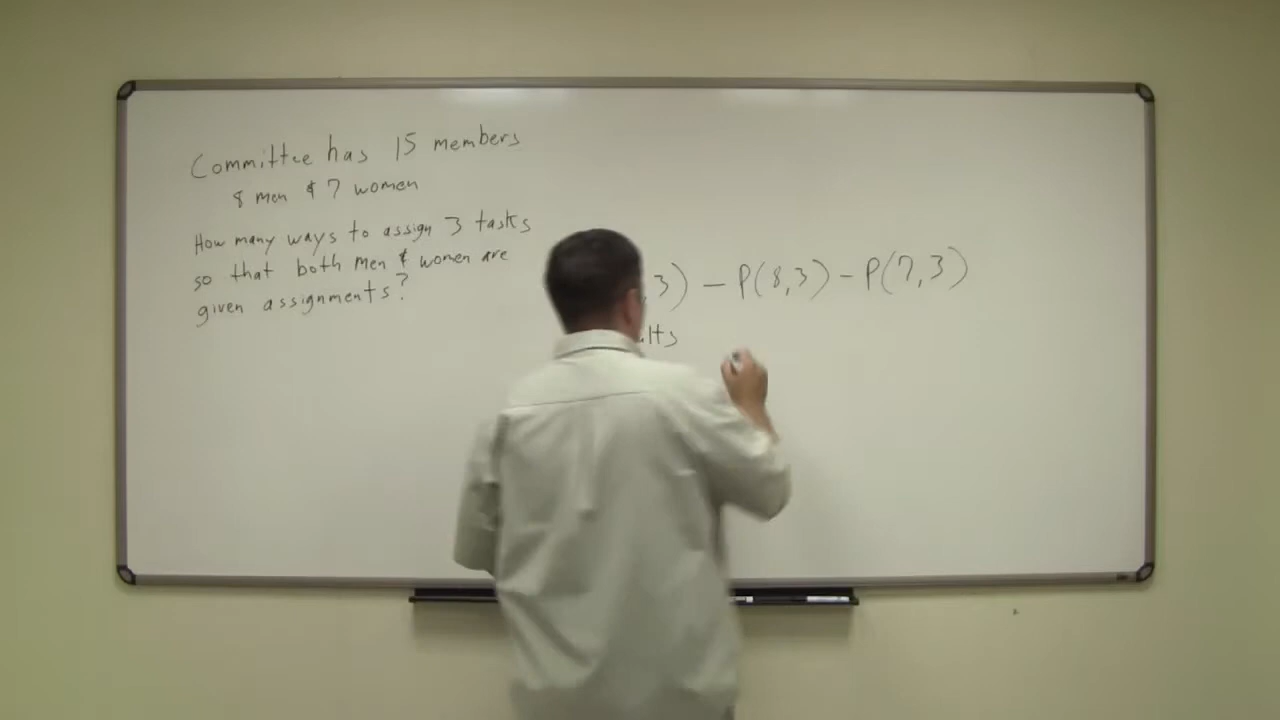 Committee has 15 members
8 men & 7 women
How many ways to assign 3 tasks
so that both men & women are
given assignments?
, 3) - P(8,3) - P(7,3)